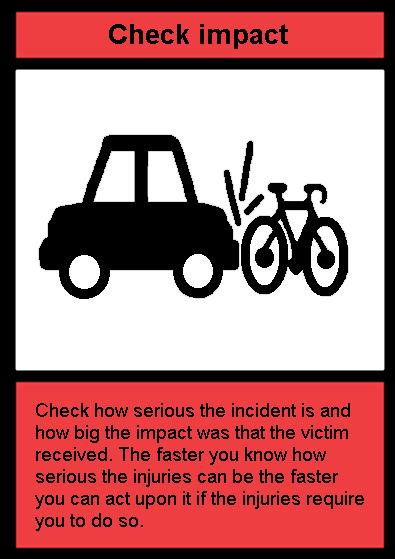 Check impact
Check how serious the incident is and
how big the impact was that the victim
received. The faster you know how
serious the injuries can be the faster
you can act upon it if the injuries require
you to do so.